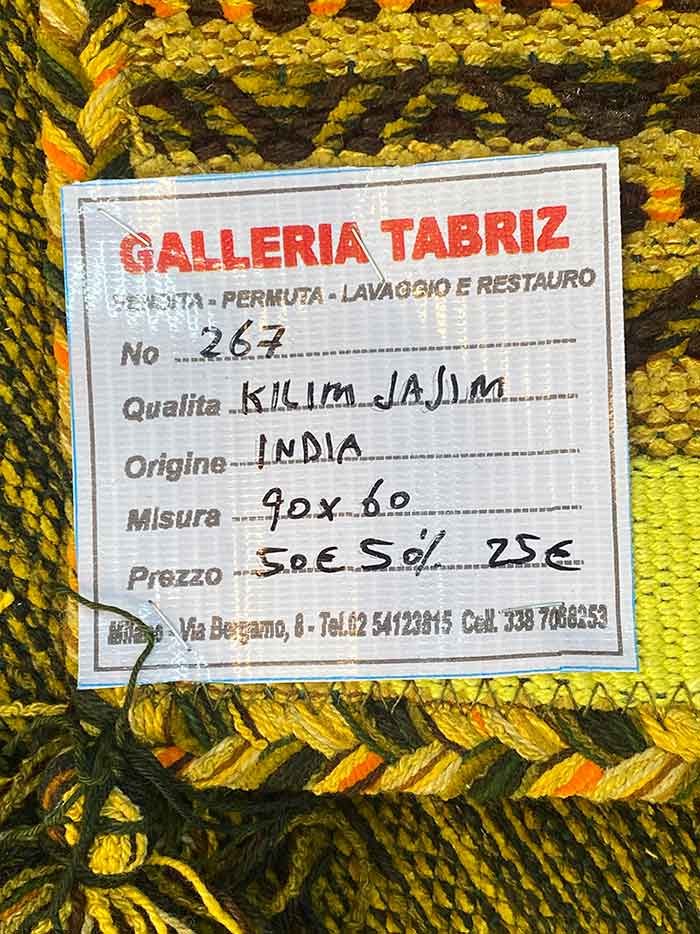 GALLERIA TABRIZ
VENDITA - PERMUTA - LAVAGGIO E RESTAURO
No 267
Qualita KILIM JAJIM
Origine INDIA
Misura 90x60
Prezzo 50€ 50% 25€
Milano Via Bergamo, 8 - Tel.02 54123815 Cell. 338 7068253